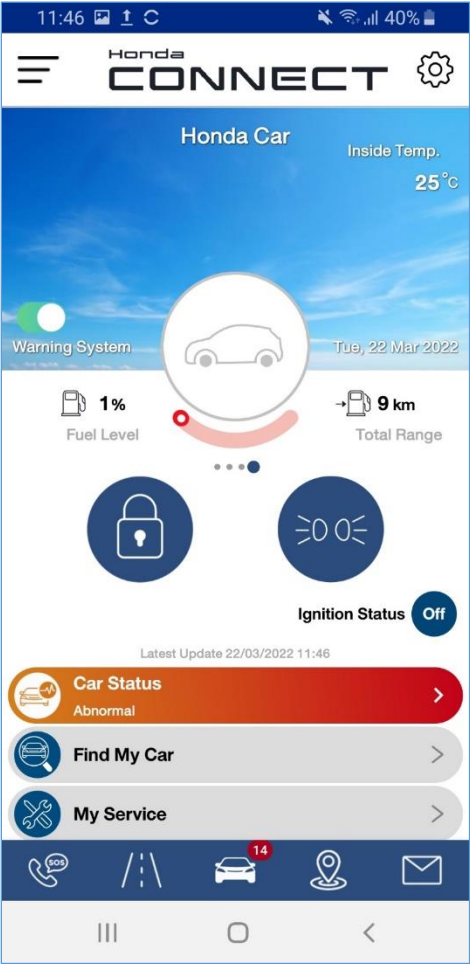 11:46
40%
Honda
CONNECT
Honda Car
Inside Temp.
25°C
Warning System
Tue, 22 Mar 2022
1%
Fuel Level
9 km
Total Range
Ignition Status
Off
Latest Update 22/03/2022 11:46
Car Status
Abnormal
Find My Car
My Service
SOS
14